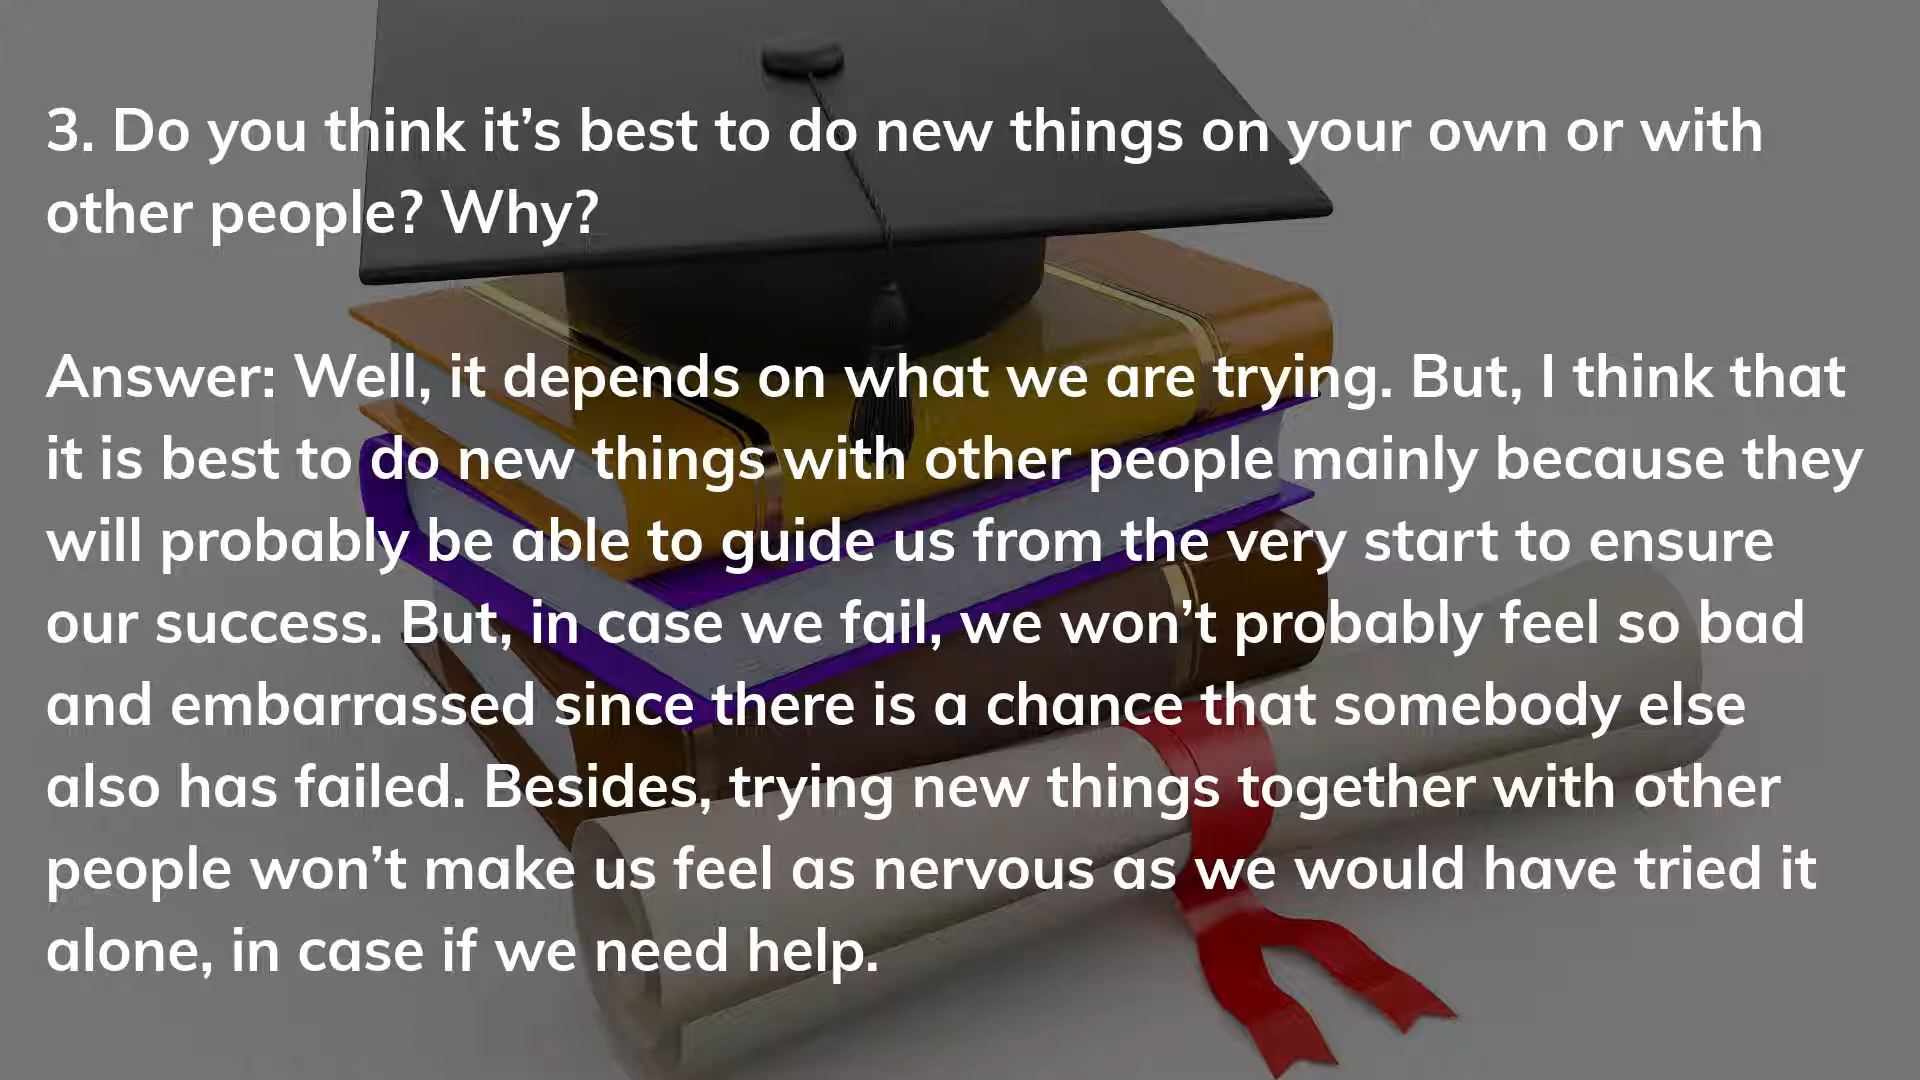 3. Do you think it’s best to do new things on your own or with
other people? Why?
Answer: Well, it depends on what we are trying. But, I think that
it is best to do new things with other people mainly because they
will probably be able to guide us from the very start to ensure
our success. But, in case we fail, we won’t probably feel so bad
and embarrassed since there is a chance that somebody else
also has failed. Besides, trying new things together with other
people won’t make us feel as nervous as we would have tried it
alone, in case if we need help.